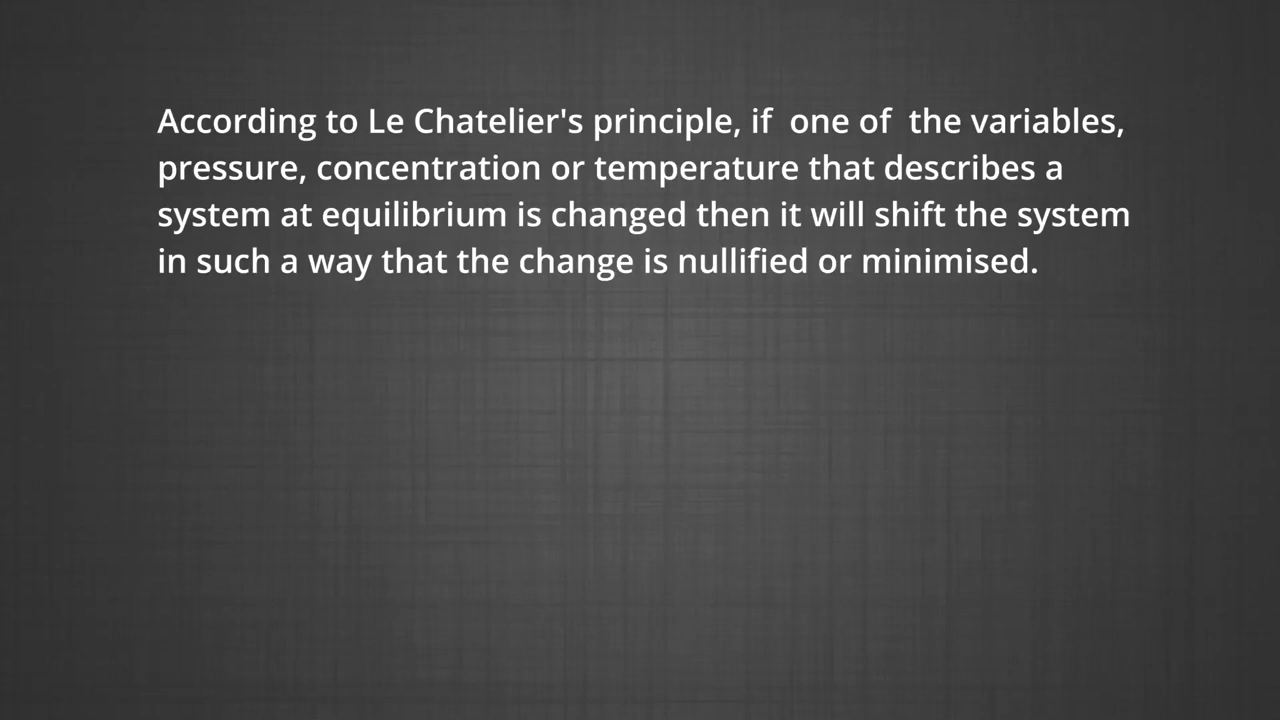 According to Le Chatelier's principle, if one of the variables,
pressure, concentration or temperature that describes a
system at equilibrium is changed then it will shift the system
in such a way that the change is nullified or minimised.